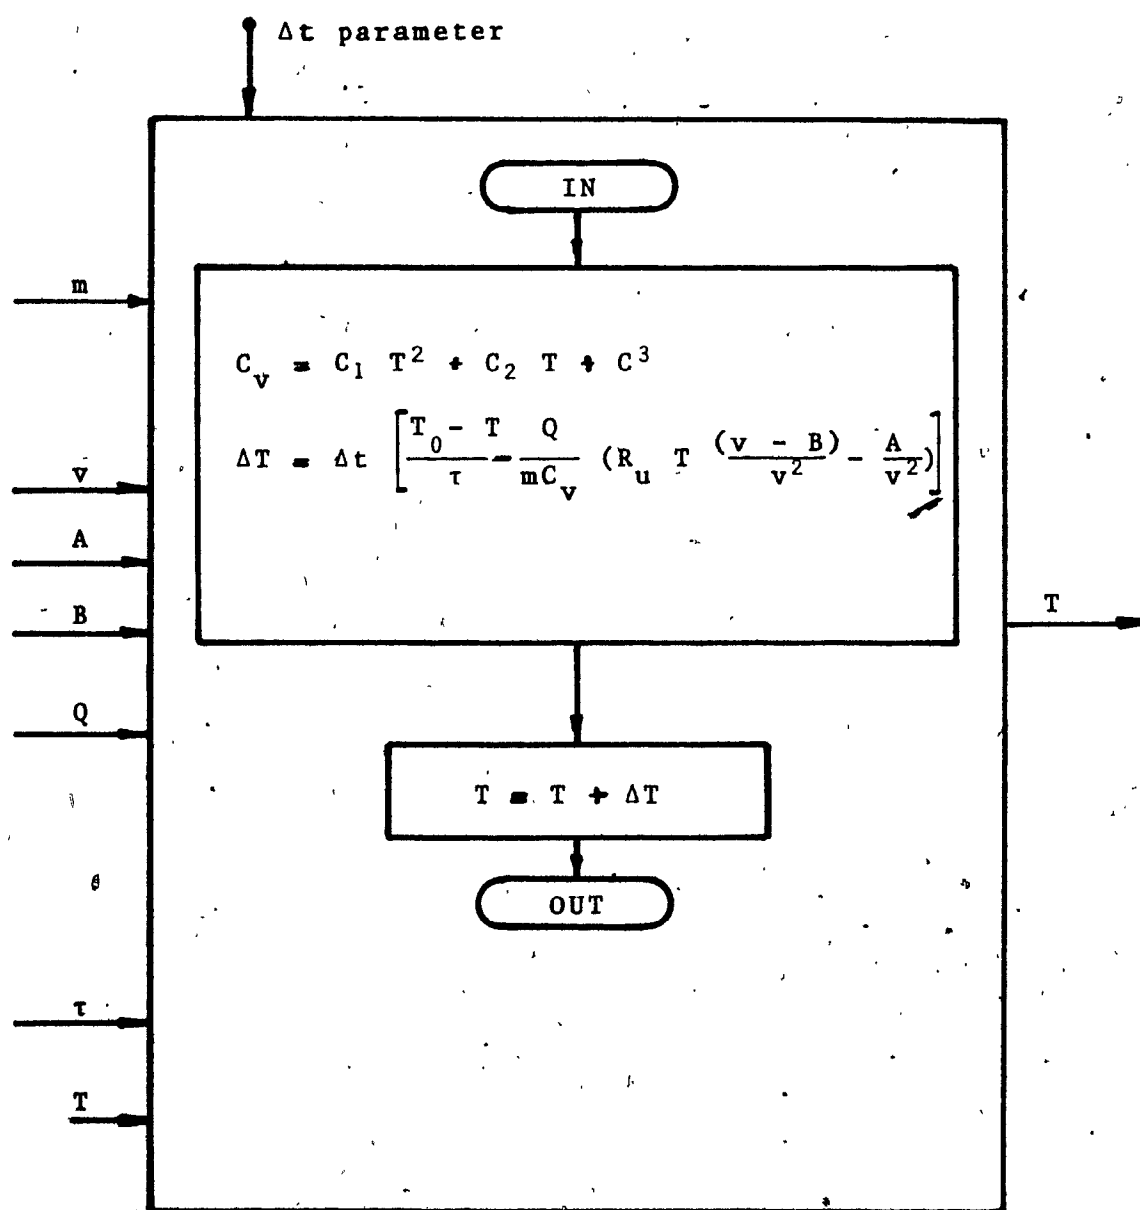 Δt parameter
IN
m
C_v = C_1 T^2 + C_2 T + C^3
ΔT = Δt [ (T_0 - T)/τ - Q/(mC_v) (R_u T (v - B)/v^2 - A/v^2) ]
v
A
B
T
Q
T = T + ΔT
OUT
τ
T